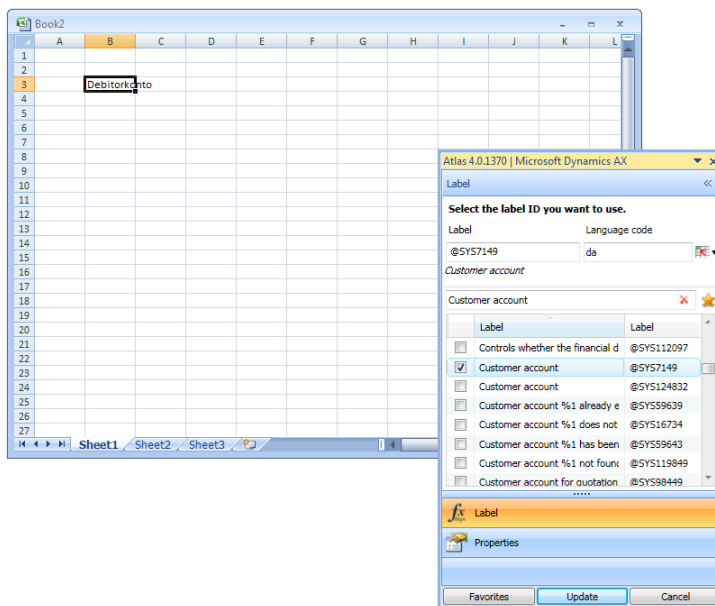 Book2
A B C D E F G H I J K L
1
2
3 Debitorkonto
4
5
6
7
8
9
10
11
12
13
14
15
16
17
18
19
20
21
22
23
24
25
26
27
Sheet1 Sheet2 Sheet3
Atlas 4.0.1370 | Microsoft Dynamics AX
Label
Select the label ID you want to use.
Label Language code
@SYS7149 da
Customer account
Customer account
Label Label
Controls whether the financial d @SYS112097
Customer account @SYS7149
Customer account @SYS124832
Customer account %1 already e @SYS59639
Customer account %1 does not @SYS16734
Customer account %1 has been @SYS59643
Customer account %1 not found @SYS119849
Customer account for quotation @SYS98449
fx Label
Properties
Favorites Update Cancel